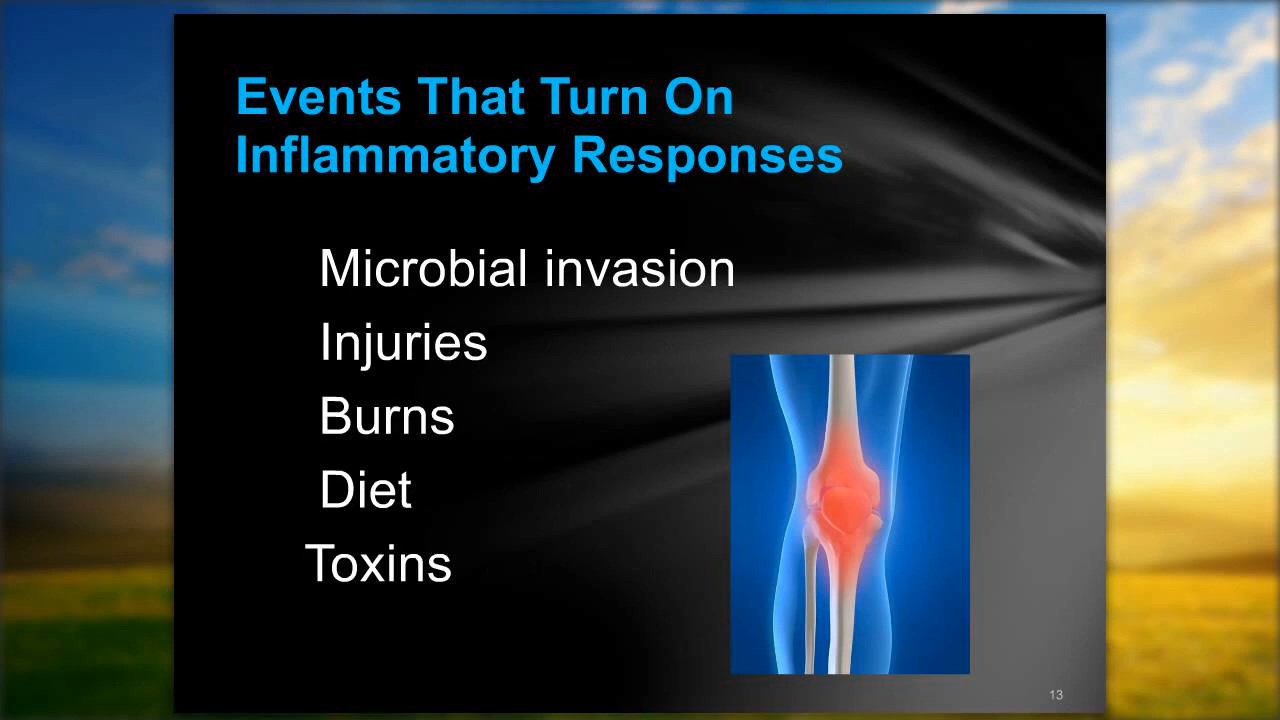 Events That Turn On
Inflammatory Responses
Microbial invasion
Injuries
Burns
Diet
Toxins
13